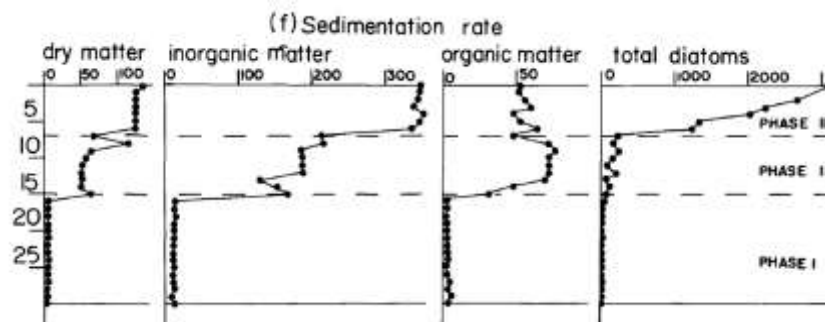 (f) Sedimentation rate
dry matter inorganic matter organic matter total diatoms
0 50 100 0 100 200 300 0 50 0 1000 2000
5
PHASE II
10
PHASE I
15
20
25
PHASE I